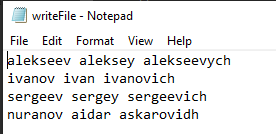 writeFile - Notepad
File Edit Format View Help
alekseev aleksey alekseevych
ivanov ivan ivanovich
sergeev sergey sergeevich
nuranov aidar askarovidh